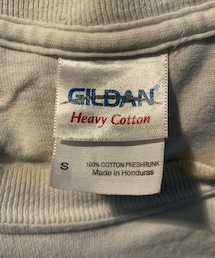 GILDAN®
Heavy Cotton
S
100% COTTON PRESHRUNK
Made in Honduras